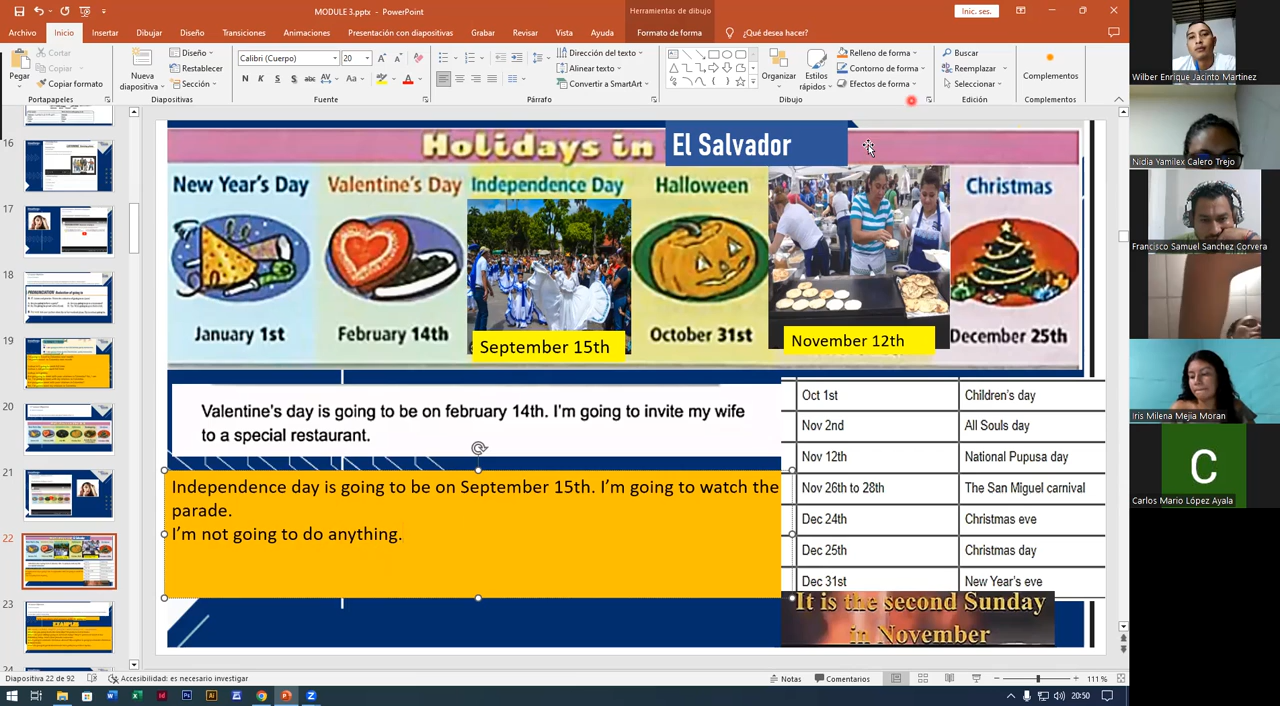 MODULE 3.pptx - PowerPoint
Herramientas de dibujo
Inic. ses.
Archivo
Inicio
Insertar
Dibujar
Diseño
Transiciones
Animaciones
Presentación con diapositivas
Grabar
Revisar
Vista
Ayuda
Formato de forma
¿Qué desea hacer?
Pegar
Cortar
Copiar
Copiar formato
Portapapeles
Nueva diapositiva
Diseño
Restablecer
Sección
Diapositivas
Calibri (Cuerpo)
20
N K S S abc AV Aa A
Fuente
Párrafo
Dirección del texto
Alinear texto
Convertir a SmartArt
Organizar
Estilos rápidos
Dibujo
Relleno de forma
Contorno de forma
Efectos de forma
Buscar
Reemplazar
Seleccionar
Edición
Complementos
Complementos
16
17
18
19
20
21
22
23
EXAMPLES
Holidays in El Salvador
New Year's Day
January 1st
Valentine's Day
February 14th
Independence Day
September 15th
Halloween
October 31st
November 12th
Christmas
December 25th
Valentine's day is going to be on february 14th. I'm going to invite my wife
to a special restaurant.
Independence day is going to be on September 15th. I'm going to watch the
parade.
I'm not going to do anything.
Oct 1st Children's day
Nov 2nd All Souls day
Nov 12th National Pupusa day
Nov 26th to 28th The San Miguel carnival
Dec 24th Christmas eve
Dec 25th Christmas day
Dec 31st New Year's eve
It is the second Sunday
in November
Wilber Enrique Jacinto Martinez
Nidia Yamilex Calero Trejo
Francisco Samuel Sanchez Corvera
Iris Milena Mejia Moran
C
Carlos Mario López Ayala
Diapositiva 22 de 92
Accesibilidad: es necesario investigar
Notas
Comentarios
111 %
20:50